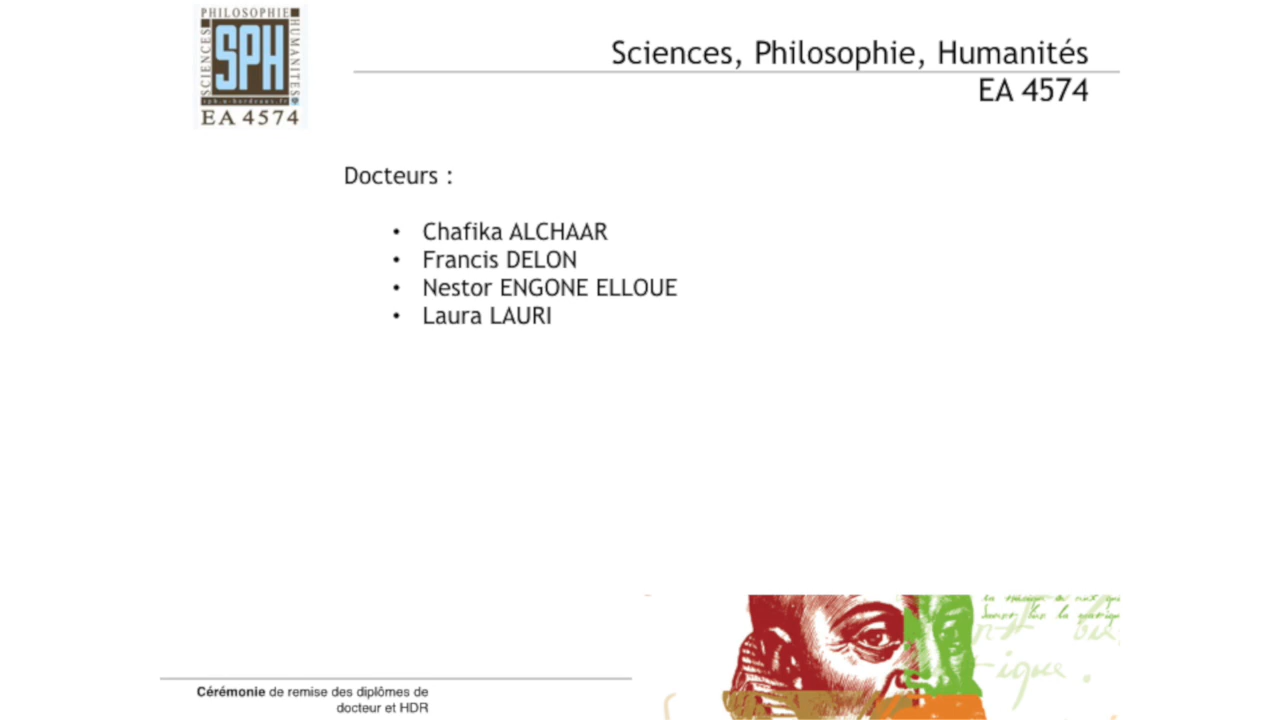 PHILOSOPHIE
SCIENCES
SPH
HUMANITES
EA 4574
Sciences, Philosophie, Humanités
EA 4574
Docteurs :
• Chafika ALCHAAR
• Francis DELON
• Nestor ENGONE ELLOUE
• Laura LAURI
Cérémonie de remise des diplômes de
docteur et HDR